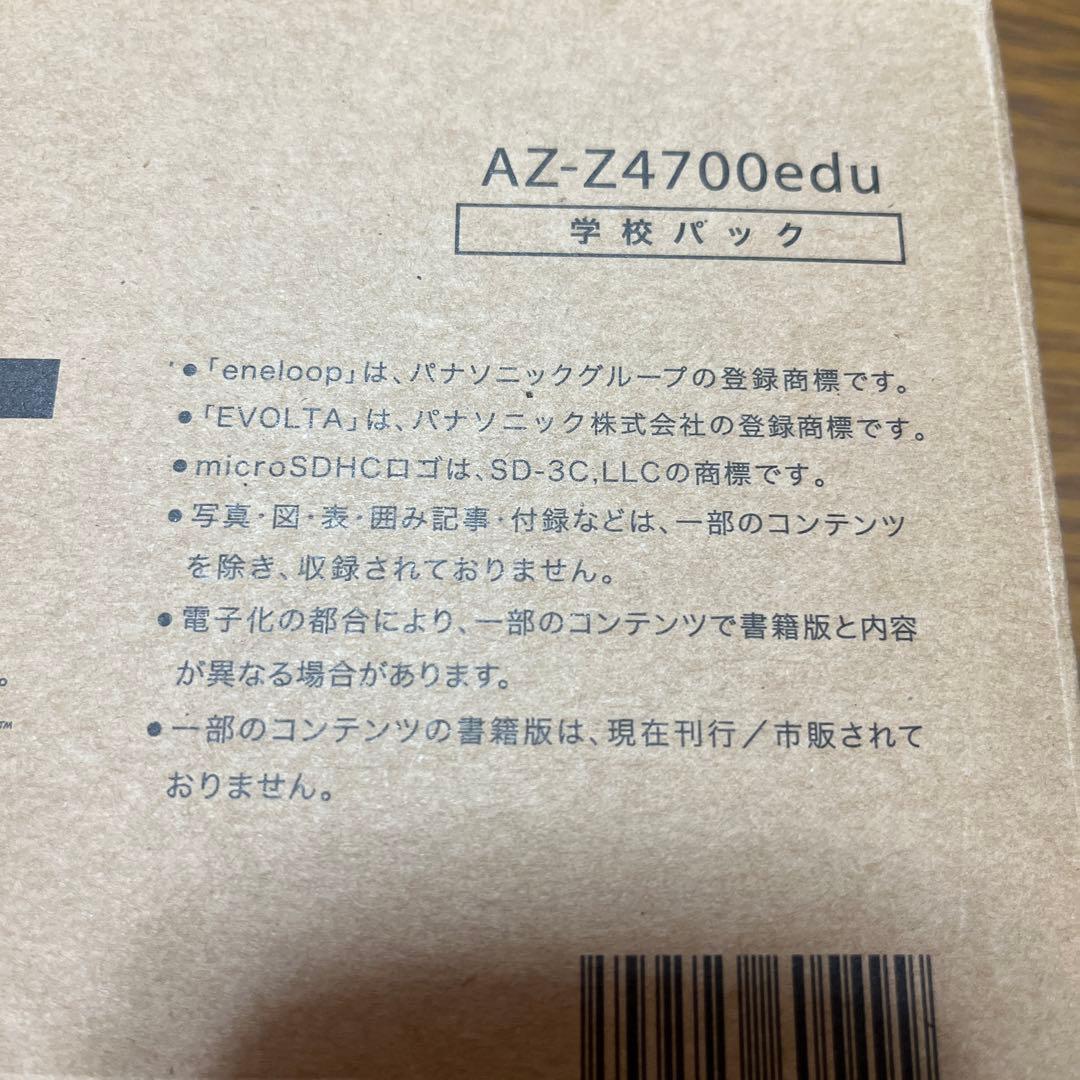 AZ-Z4700edu
学校パック
●「eneloop」は、パナソニックグループの登録商標です。
●「EVOLTA」は、パナソニック株式会社の登録商標です。
●microSDHCロゴは、SD-3C,LLCの商標です。
●写真・図・表・囲み記事・付録などは、一部のコンテンツ
を除き、収録されておりません。
●電子化の都合により、一部のコンテンツで書籍版と内容
が異なる場合があります。
●一部のコンテンツの書籍版は、現在刊行／市販されて
おりません。
。
™